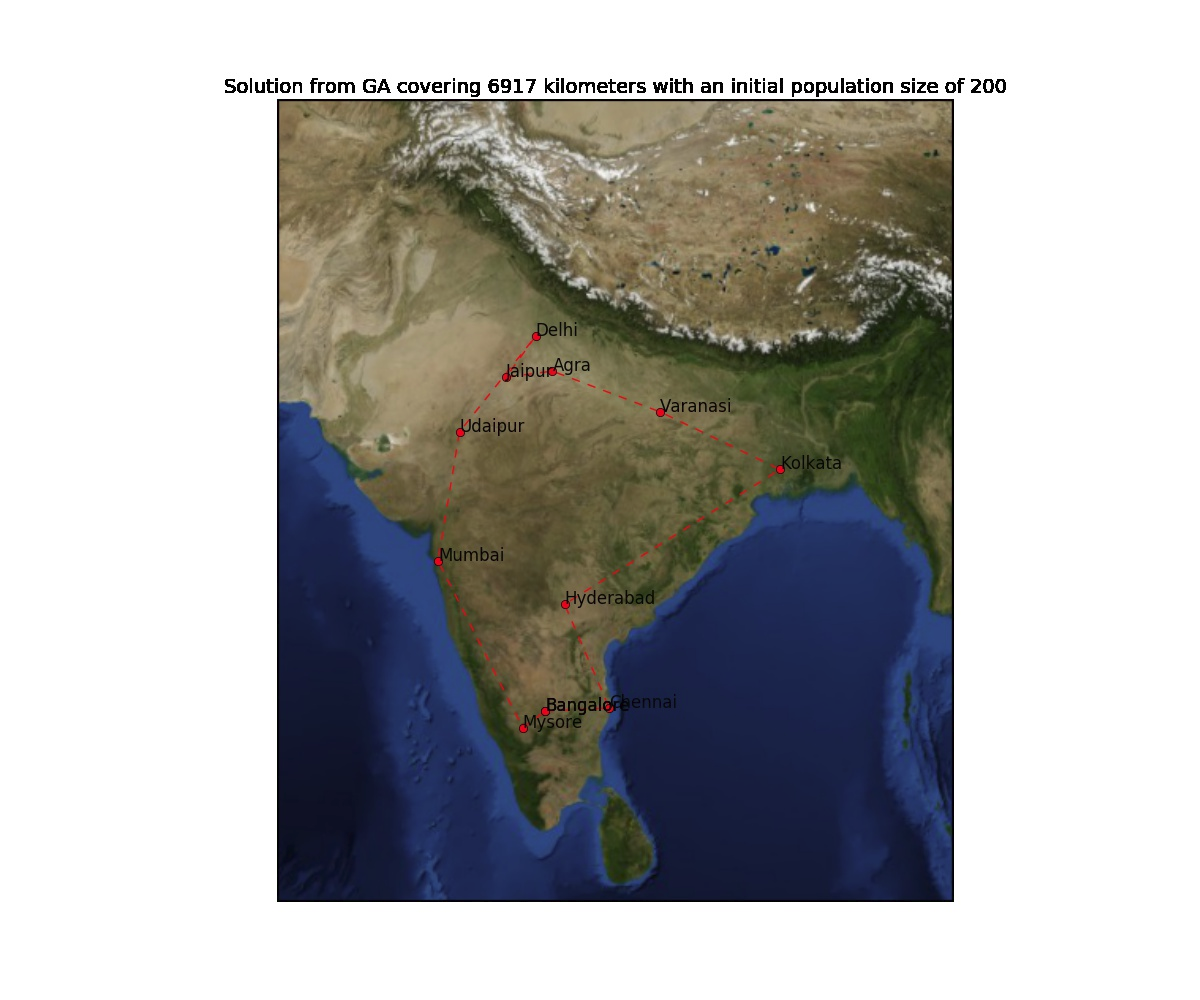 Solution from GA covering 6917 kilometers with an initial population size of 200
Delhi
Agra
Jaipur
Varanasi
Udaipur
Kolkata
Mumbai
Hyderabad
Chennai
Bangalore
Mysore